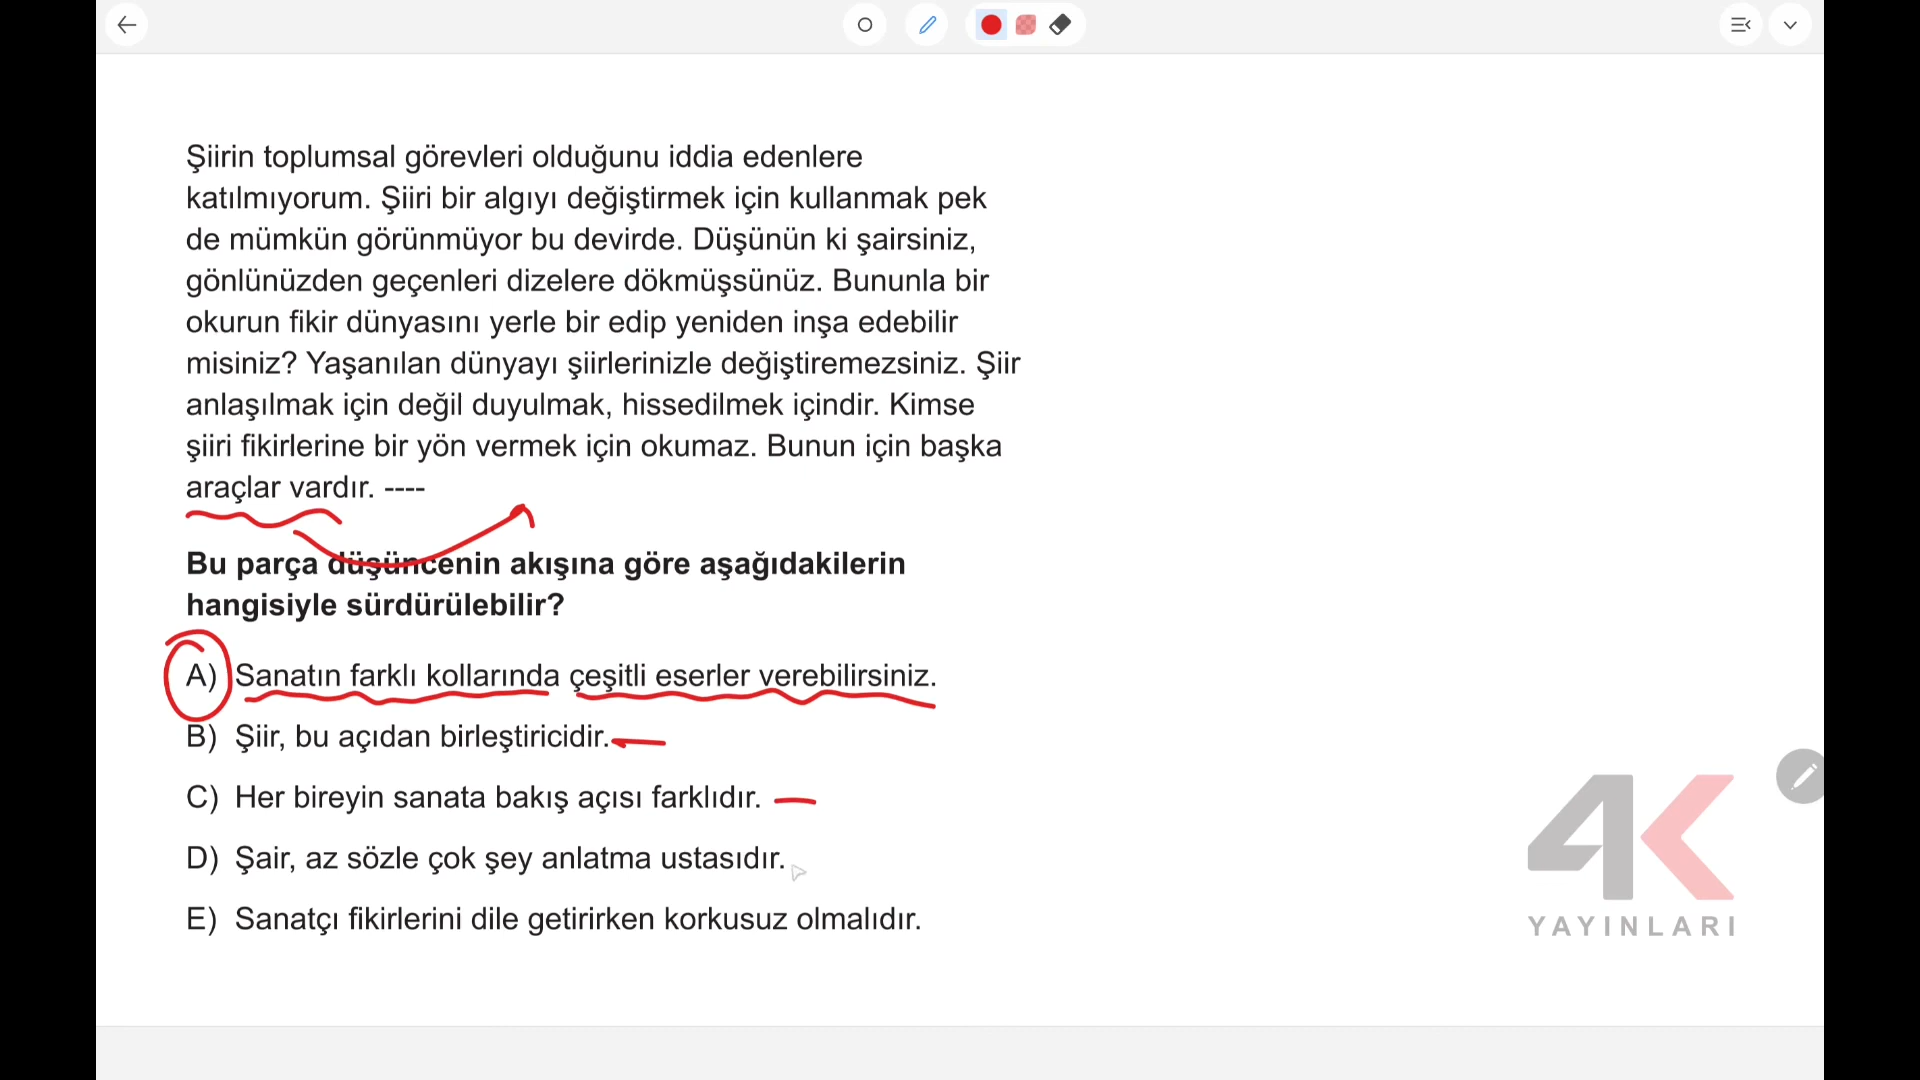 Şiirin toplumsal görevleri olduğunu iddia edenlere
katılmıyorum. Şiiri bir algıyı değiştirmek için kullanmak pek
de mümkün görünmüyor bu devirde. Düşünün ki şairsiniz,
gönlünüzden geçenleri dizelere dökmüşsünüz. Bununla bir
okurun fikir dünyasını yerle bir edip yeniden inşa edebilir
misiniz? Yaşanılan dünyayı şiirlerinizle değiştiremezsiniz. Şiir
anlaşılmak için değil duyulmak, hissedilmek içindir. Kimse
şiiri fikirlerine bir yön vermek için okumaz. Bunun için başka
araçlar vardır. ----
Bu parça düşüncenin akışına göre aşağıdakilerin
hangisiyle sürdürülebilir?
A) Sanatın farklı kollarında çeşitli eserler verebilirsiniz.
B) Şiir, bu açıdan birleştiricidir.
C) Her bireyin sanata bakış açısı farklıdır.
D) Şair, az sözle çok şey anlatma ustasıdır.
E) Sanatçı fikirlerini dile getirirken korkusuz olmalıdır.
4K
YAYINLARI